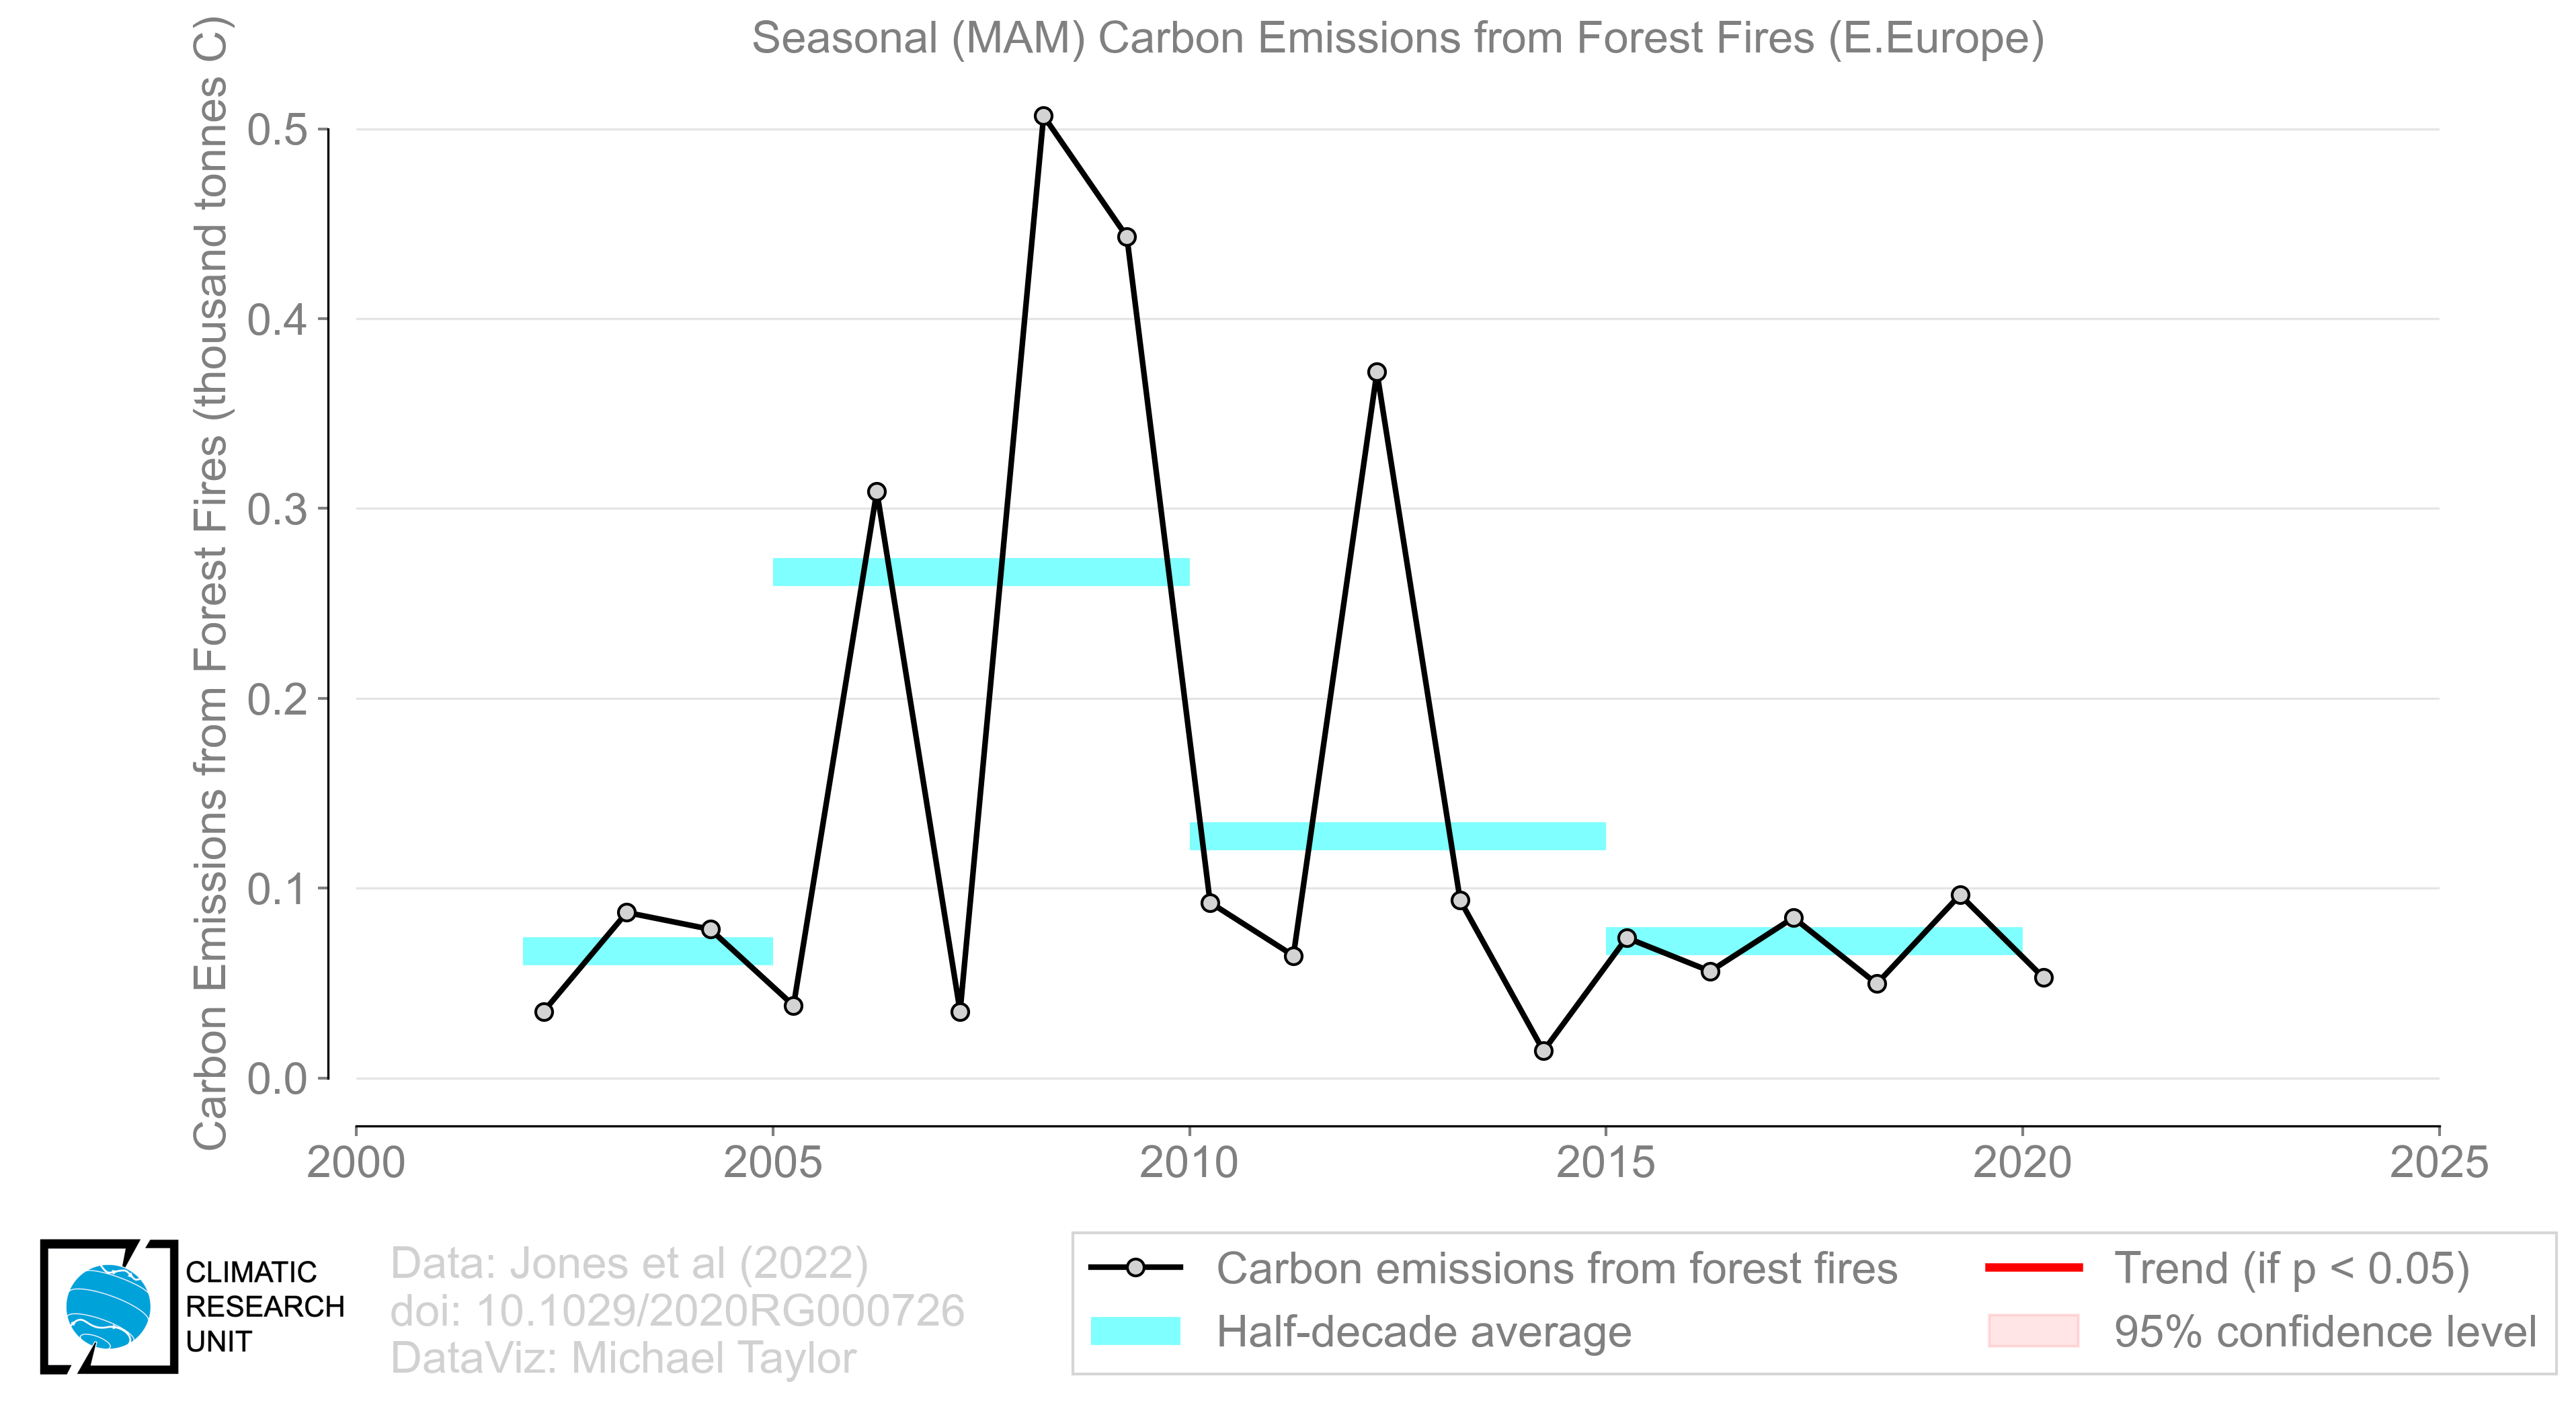 Seasonal (MAM) Carbon Emissions from Forest Fires (E.Europe)
Carbon Emissions from Forest Fires (thousand tonnes C)
0.5
0.4
0.3
0.2
0.1
0.0
2000
2005
2010
2015
2020
2025
CLIMATIC
RESEARCH
UNIT
Data: Jones et al (2022)
doi: 10.1029/2020RG000726
DataViz: Michael Taylor
Carbon emissions from forest fires
Half-decade average
Trend (if p < 0.05)
95% confidence level